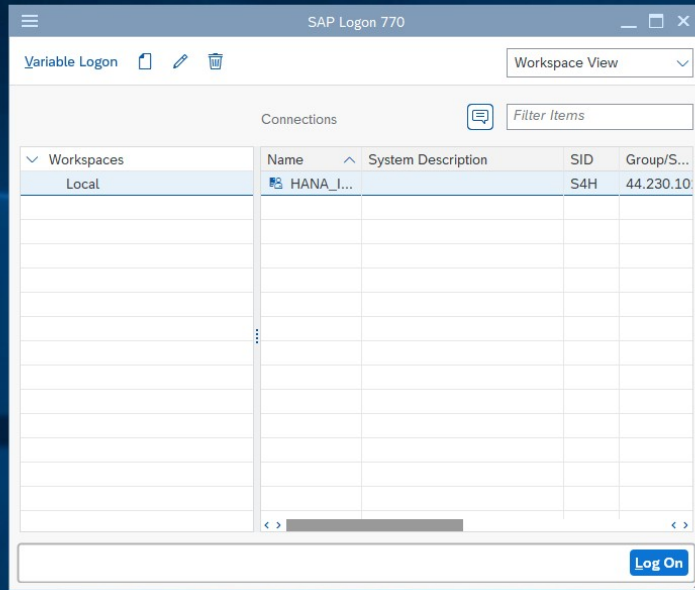 SAP Logon 770
Variable Logon
Workspace View
Connections
Filter Items
Workspaces
Name System Description SID Group/S...
Local
HANA_I... S4H 44.230.10
Log On